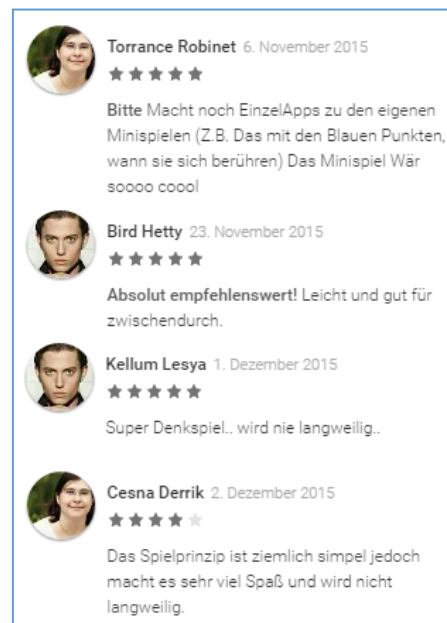 Torrance Robinet 6. November 2015
Bitte Macht noch EinzelApps zu den eigenen
Minispielen (Z.B. Das mit den Blauen Punkten,
wann sie sich berühren) Das Minispiel Wär
soooo coool
Bird Hetty 23. November 2015
Absolut empfehlenswert! Leicht und gut für
zwischendurch.
Kellum Lesya 1. Dezember 2015
Super Denkspiel.. wird nie langweilig..
Cesna Derrik 2. Dezember 2015
Das Spielprinzip ist ziemlich simpel jedoch
macht es sehr viel Spaß und wird nicht
langweilig.